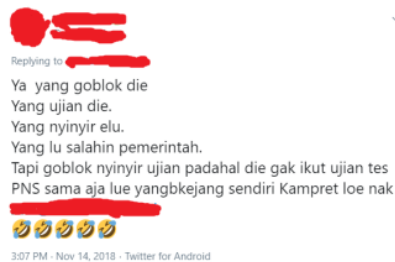 Replying to
Ya yang goblok die
Yang ujian die.
Yang nyinyir elu.
Yang lu salahin pemerintah.
Tapi goblok nyinyir ujian padahal die gak ikut ujian tes
PNS sama aja lue yangbkejang sendiri Kampret loe nak
🤣🤣🤣🤣🤣
3:07 PM · Nov 14, 2018 · Twitter for Android